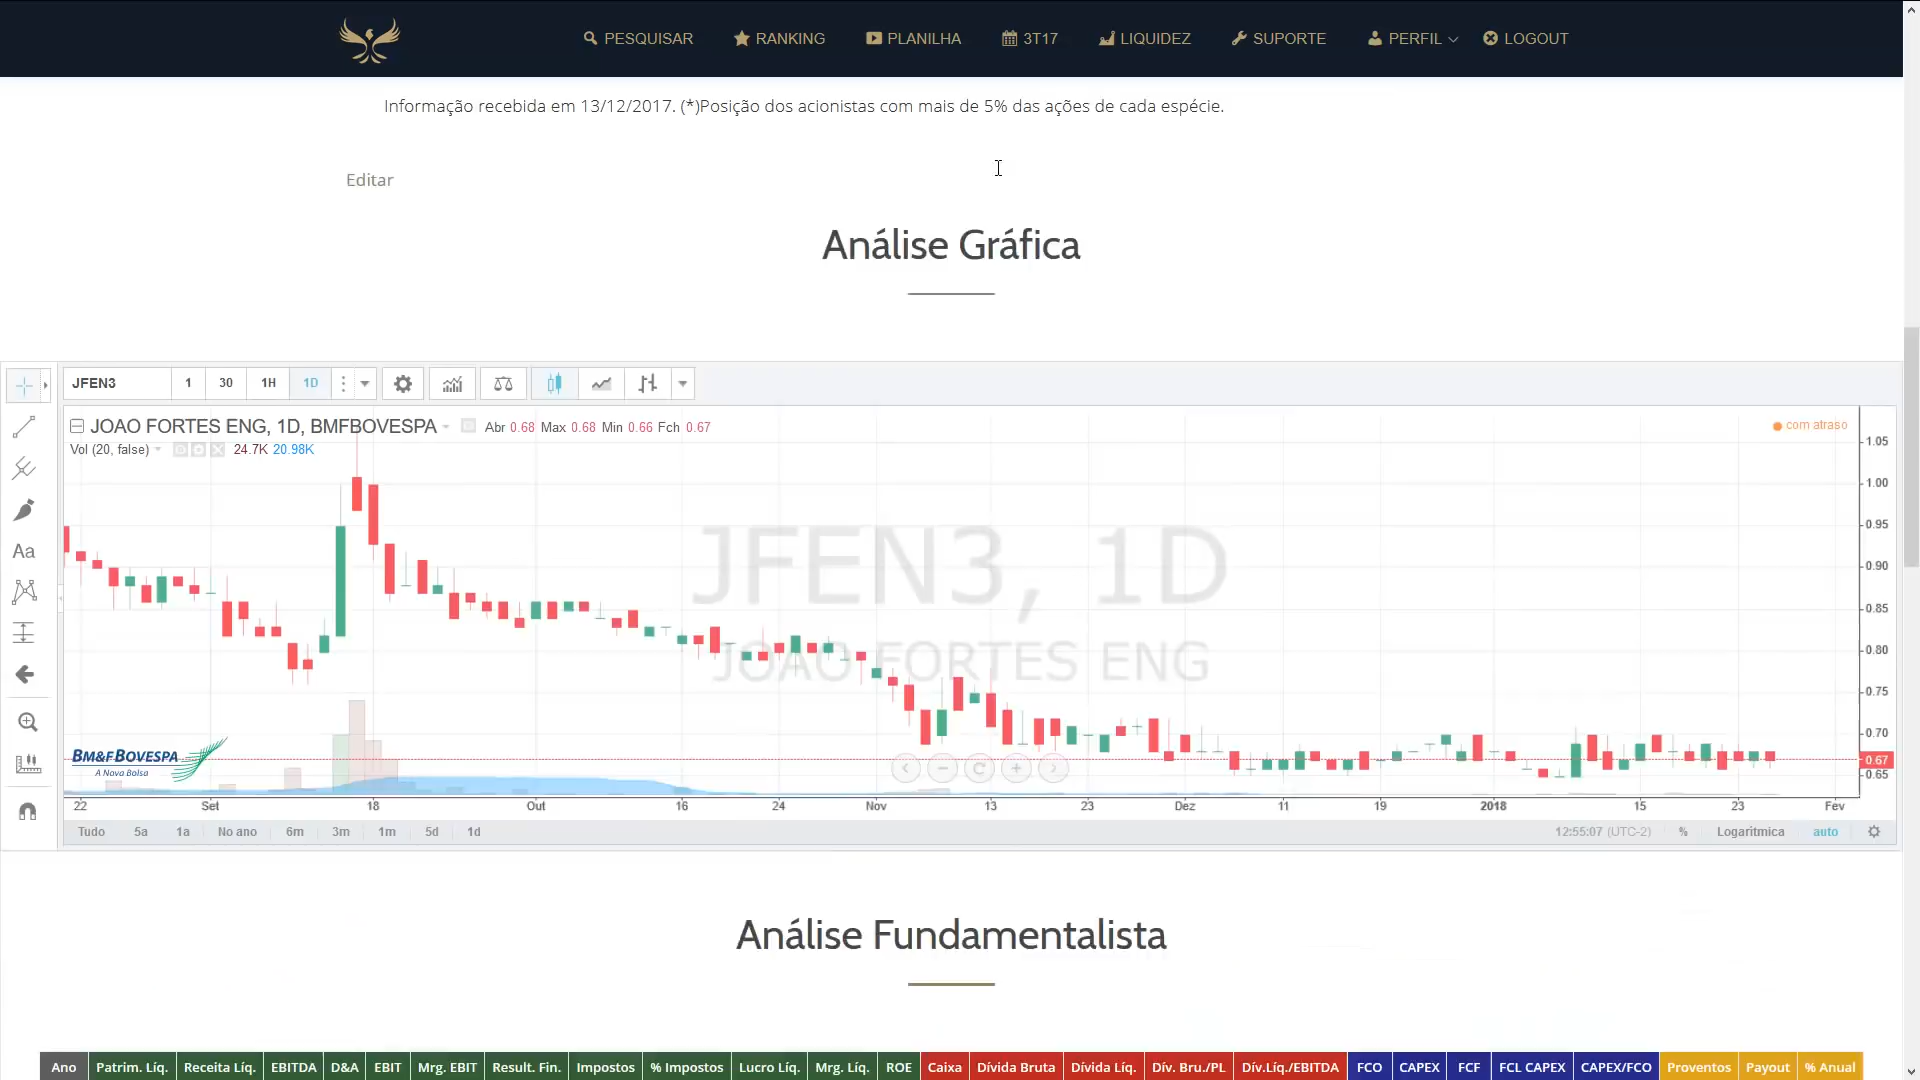 PESQUISAR RANKING PLANILHA 3T17 LIQUIDEZ SUPORTE PERFIL LOGOUT
Informação recebida em 13/12/2017. (*)Posição dos acionistas com mais de 5% das ações de cada espécie.
Editar
Análise Gráfica
JFEN3 1 30 1H 1D
JOAO FORTES ENG, 1D, BMFBOVESPA Abr 0.68 Max 0.68 Min 0.66 Fch 0.67
com atraso
Vol (20, false) 24.7K 20.98K
Aa
JFEN3, 1D
JOAO FORTES ENG
1.05
1.00
0.95
0.90
0.85
0.80
0.75
0.70
0.67
0.65
BM&FBOVESPA
A Nova Bolsa
22 Set 18 Out 16 24 Nov 13 23 Dez 11 19 2018 15 23 Fev
Tudo 5a 1a No ano 6m 3m 1m 5d 1d 12:55:07 (UTC-2) % Logarítmica auto
Análise Fundamentalista
Ano Patrim. Líq. Receita Líq. EBITDA D&A EBIT Mrg. EBIT Result. Fin. Impostos % Impostos Lucro Líq. Mrg. Líq. ROE Caixa Dívida Bruta Dívida Líq. Dív. Bru./PL Dív.Líq./EBITDA FCO CAPEX FCF FCL CAPEX CAPEX/FCO Proventos Payout % Anual